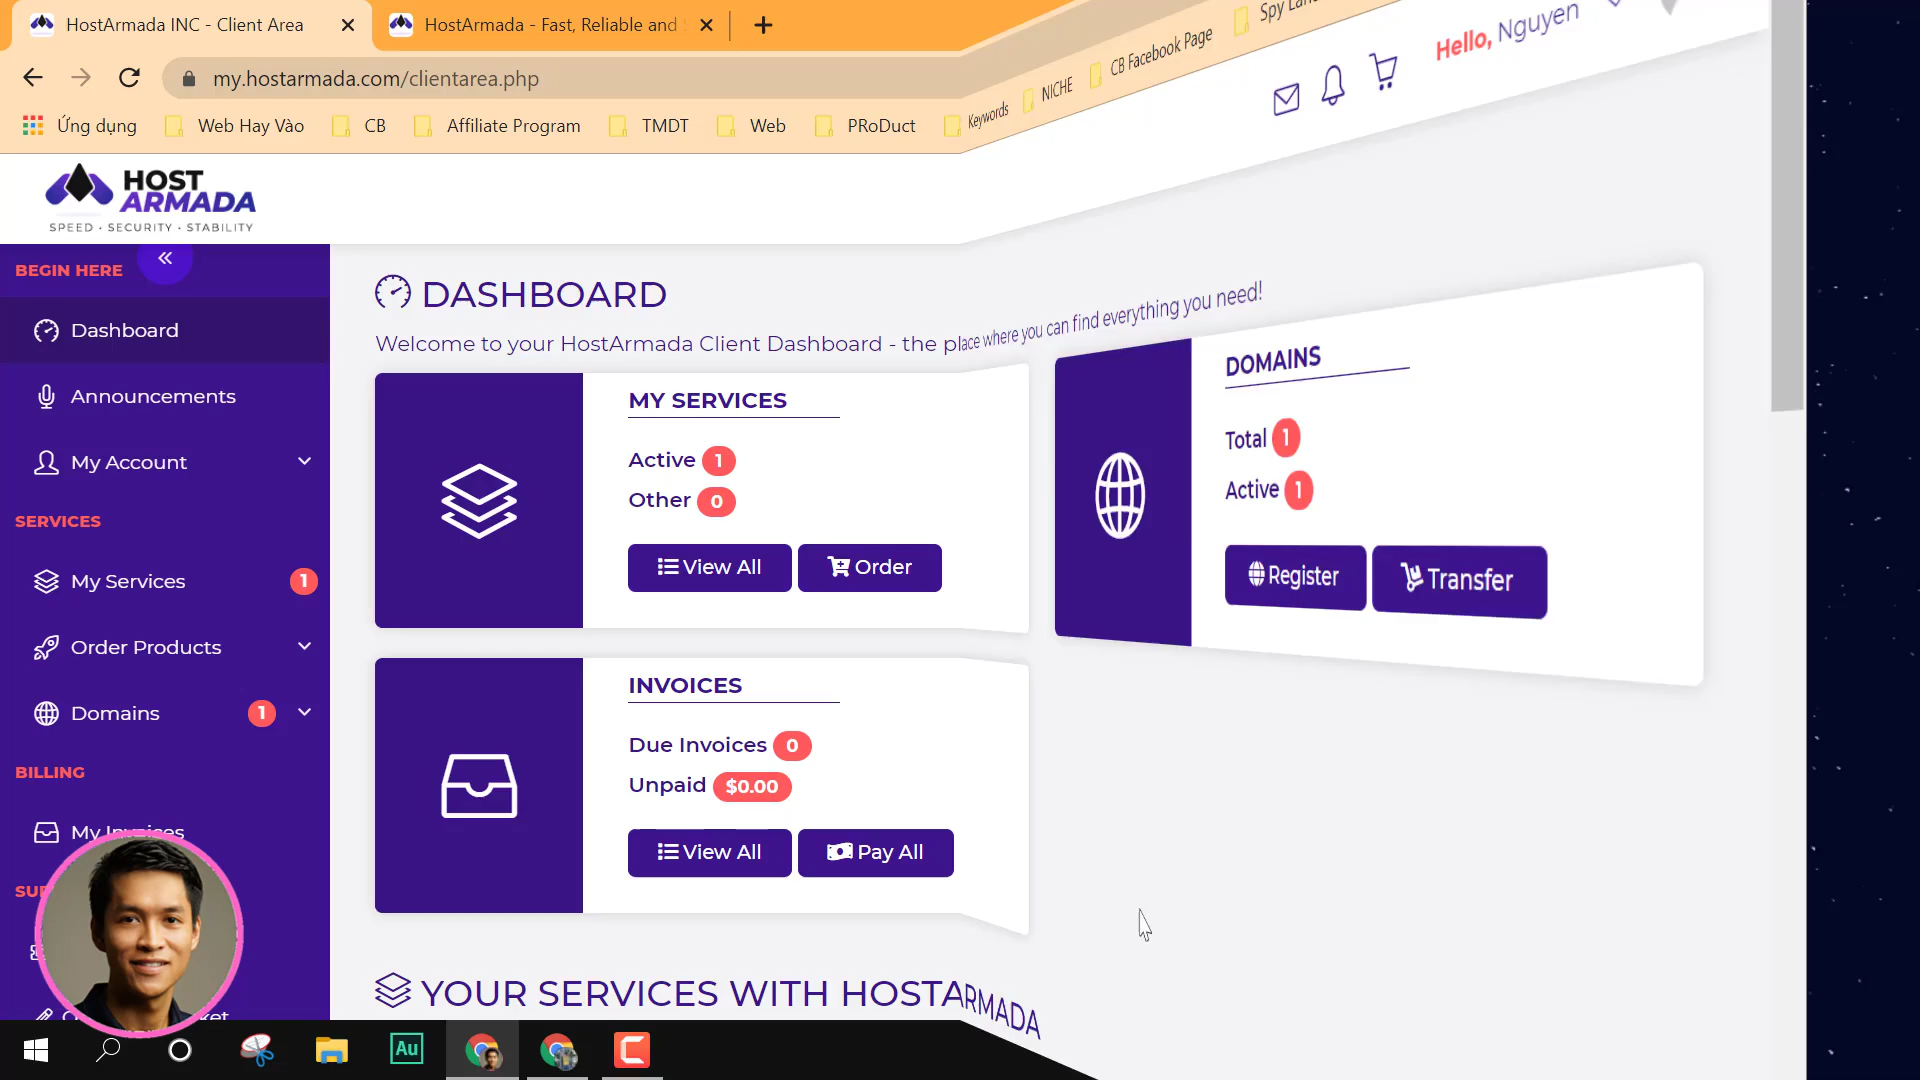 HostArmada INC - Client Area
HostArmada - Fast, Reliable and
my.hostarmada.com/clientarea.php
Ứng dụng
Web Hay Vào
CB
Affiliate Program
TMDT
Web
PRoDuct
Keywords
NICHE
CB Facebook Page
Hello, Nguyen
HOST
ARMADA
SPEED · SECURITY · STABILITY
BEGIN HERE
Dashboard
Announcements
My Account
SERVICES
My Services 1
Order Products
Domains 1
BILLING
My Invoices
DASHBOARD
Welcome to your HostArmada Client Dashboard - the place where you can find everything you need!
MY SERVICES
Active 1
Other 0
View All
Order
DOMAINS
Total 1
Active 1
Register
Transfer
INVOICES
Due Invoices 0
Unpaid $0.00
View All
Pay All
YOUR SERVICES WITH HOSTARMADA
Au